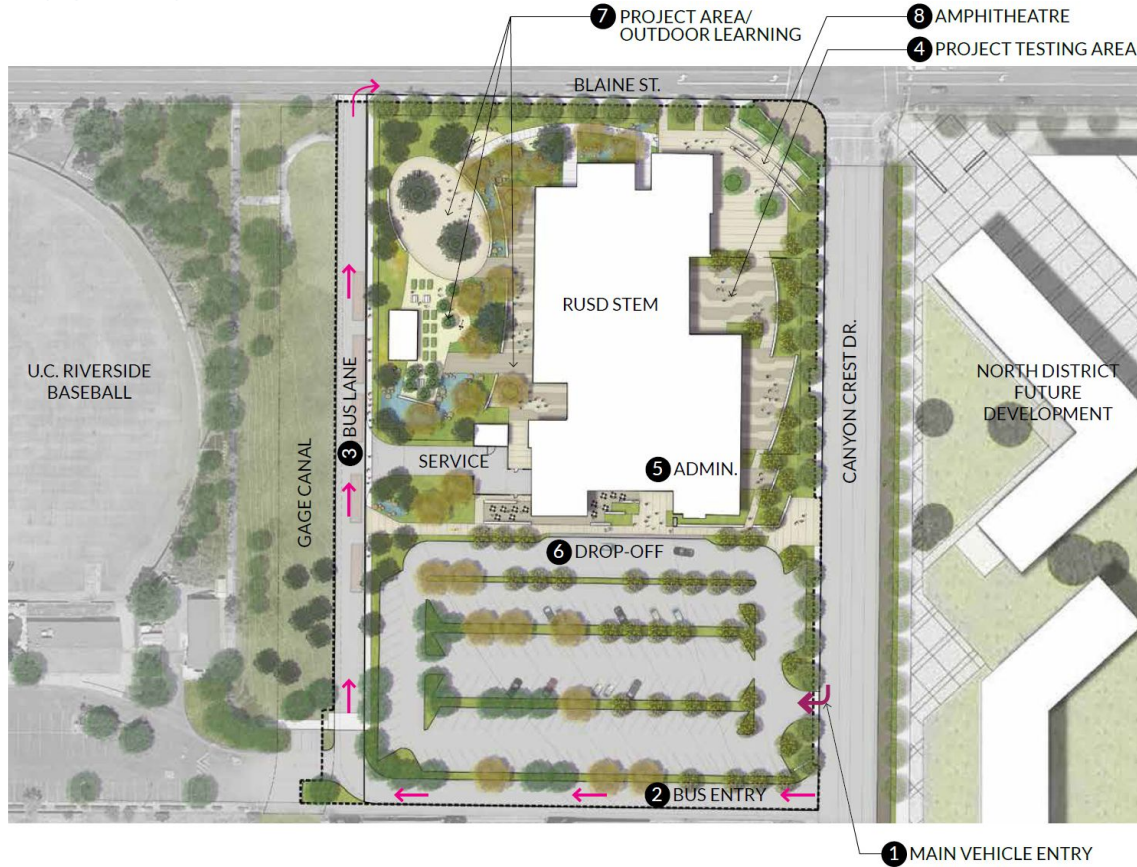 7 PROJECT AREA/
OUTDOOR LEARNING
8 AMPHITHEATRE
4 PROJECT TESTING AREA
BLAINE ST.
RUSD STEM
U.C. RIVERSIDE
BASEBALL
GAGE CANAL
3 BUS LANE
CANYON CREST DR.
NORTH DISTRICT
FUTURE
DEVELOPMENT
SERVICE
5 ADMIN.
6 DROP-OFF
2 BUS ENTRY
1 MAIN VEHICLE ENTRY